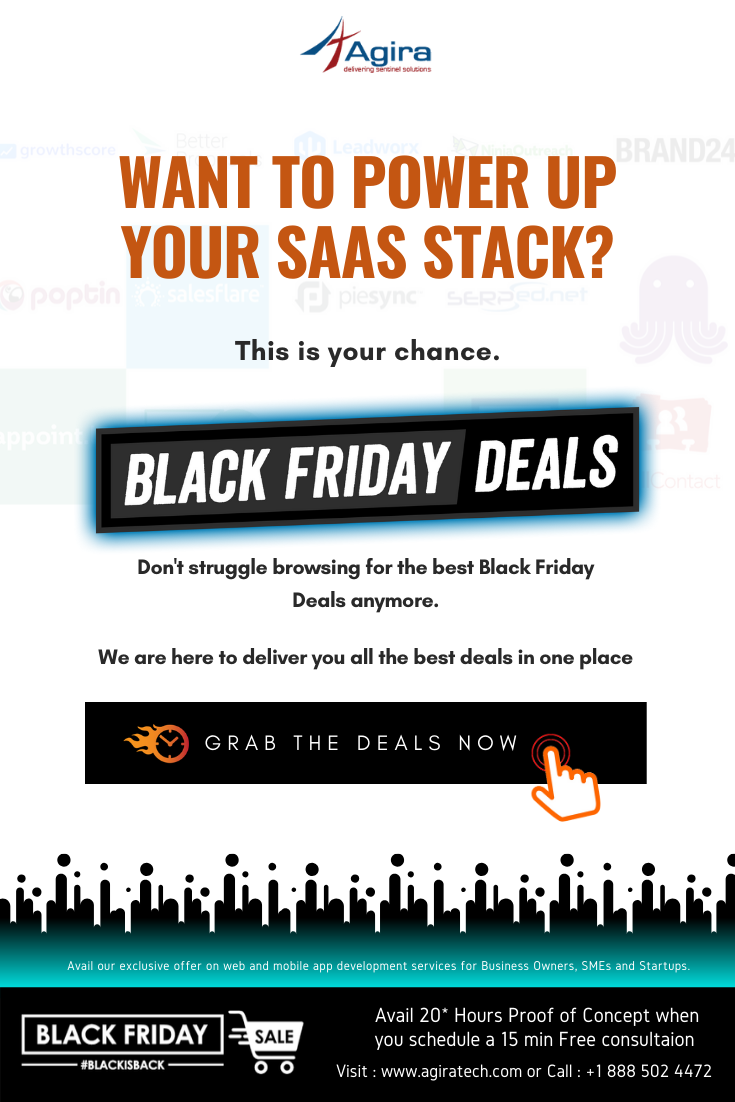 Agira
delivering sentinel solutions
growthscore
Better
Leadworx
NinjaOutreach
BRAND24
WANT TO POWER UP
YOUR SAAS STACK?
poptin
salesflare
piesync
SERPed.net
This is your chance.
appoint
Contact
BLACK FRIDAY DEALS
Don't struggle browsing for the best Black Friday
Deals anymore.
We are here to deliver you all the best deals in one place
GRAB THE DEALS NOW
Avail our exclusive offer on web and mobile app development services for Business Owners, SMEs and Startups.
BLACK FRIDAY
SALE
#BLACKISBACK
Avail 20* Hours Proof of Concept when
you schedule a 15 min Free consultaion
Visit : www.agiratech.com or Call : +1 888 502 4472